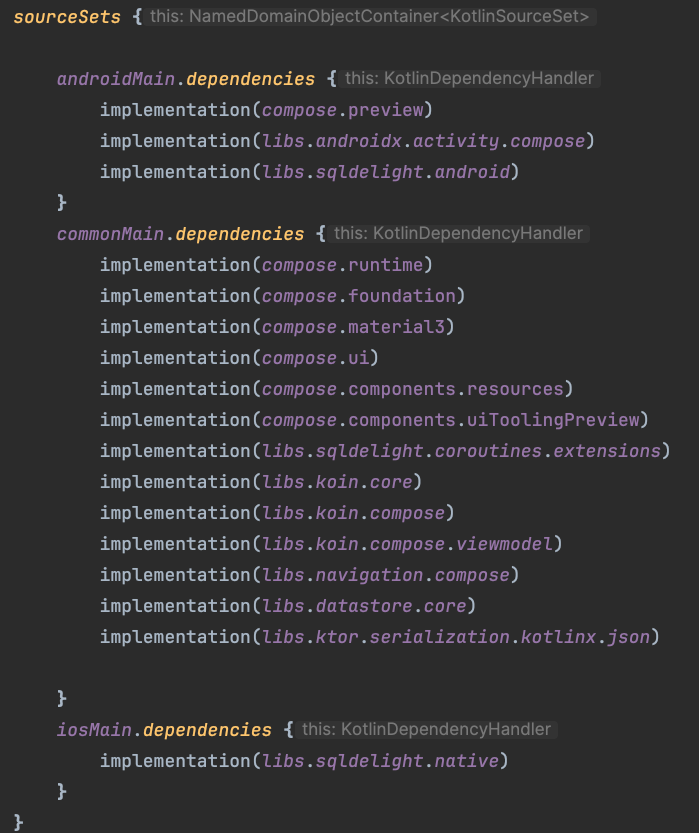 sourceSets { this: NamedDomainObjectContainer<KotlinSourceSet>
androidMain.dependencies { this: KotlinDependencyHandler
implementation(compose.preview)
implementation(libs.androidx.activity.compose)
implementation(libs.sqldelight.android)
}
commonMain.dependencies { this: KotlinDependencyHandler
implementation(compose.runtime)
implementation(compose.foundation)
implementation(compose.material3)
implementation(compose.ui)
implementation(compose.components.resources)
implementation(compose.components.uiToolingPreview)
implementation(libs.sqldelight.coroutines.extensions)
implementation(libs.koin.core)
implementation(libs.koin.compose)
implementation(libs.koin.compose.viewmodel)
implementation(libs.navigation.compose)
implementation(libs.datastore.core)
implementation(libs.ktor.serialization.kotlinx.json)
}
iosMain.dependencies { this: KotlinDependencyHandler
implementation(libs.sqldelight.native)
}
}